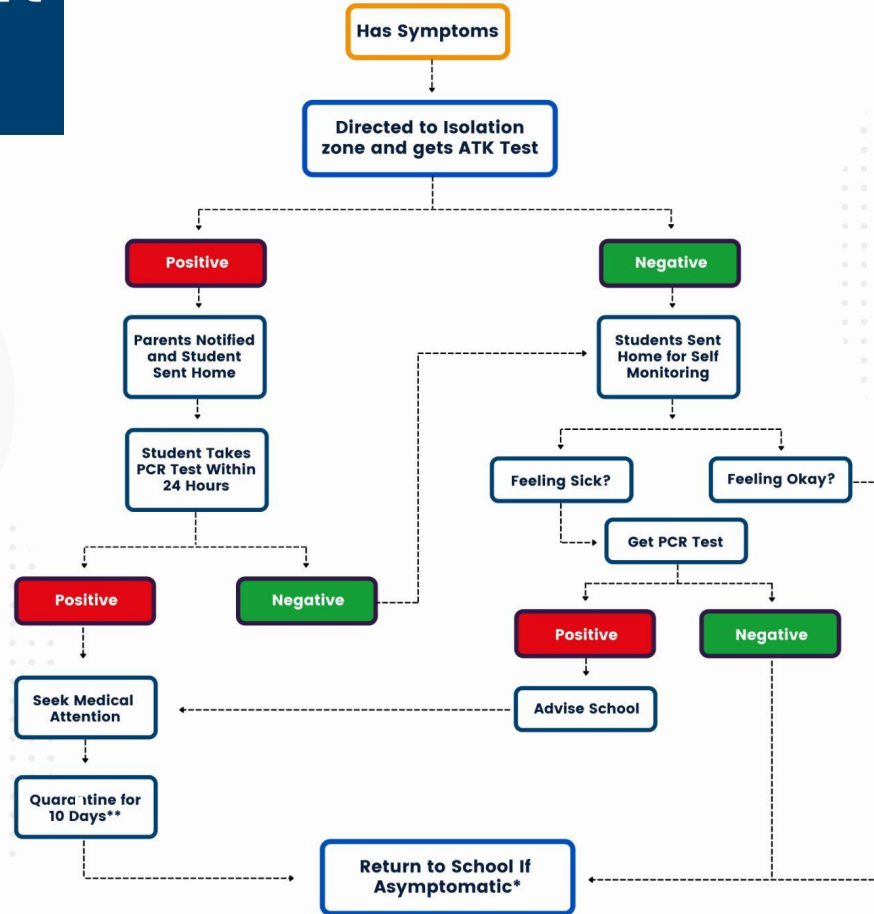 Has Symptoms
Directed to Isolation
zone and gets ATK Test
Positive
Negative
Parents Notified
and Student
Sent Home
Students Sent
Home for Self
Monitoring
Student Takes
PCR Test Within
24 Hours
Feeling Sick?
Feeling Okay?
Get PCR Test
Positive
Negative
Positive
Negative
Seek Medical
Attention
Advise School
Quarantine for
10 Days**
Return to School If
Asymptomatic*